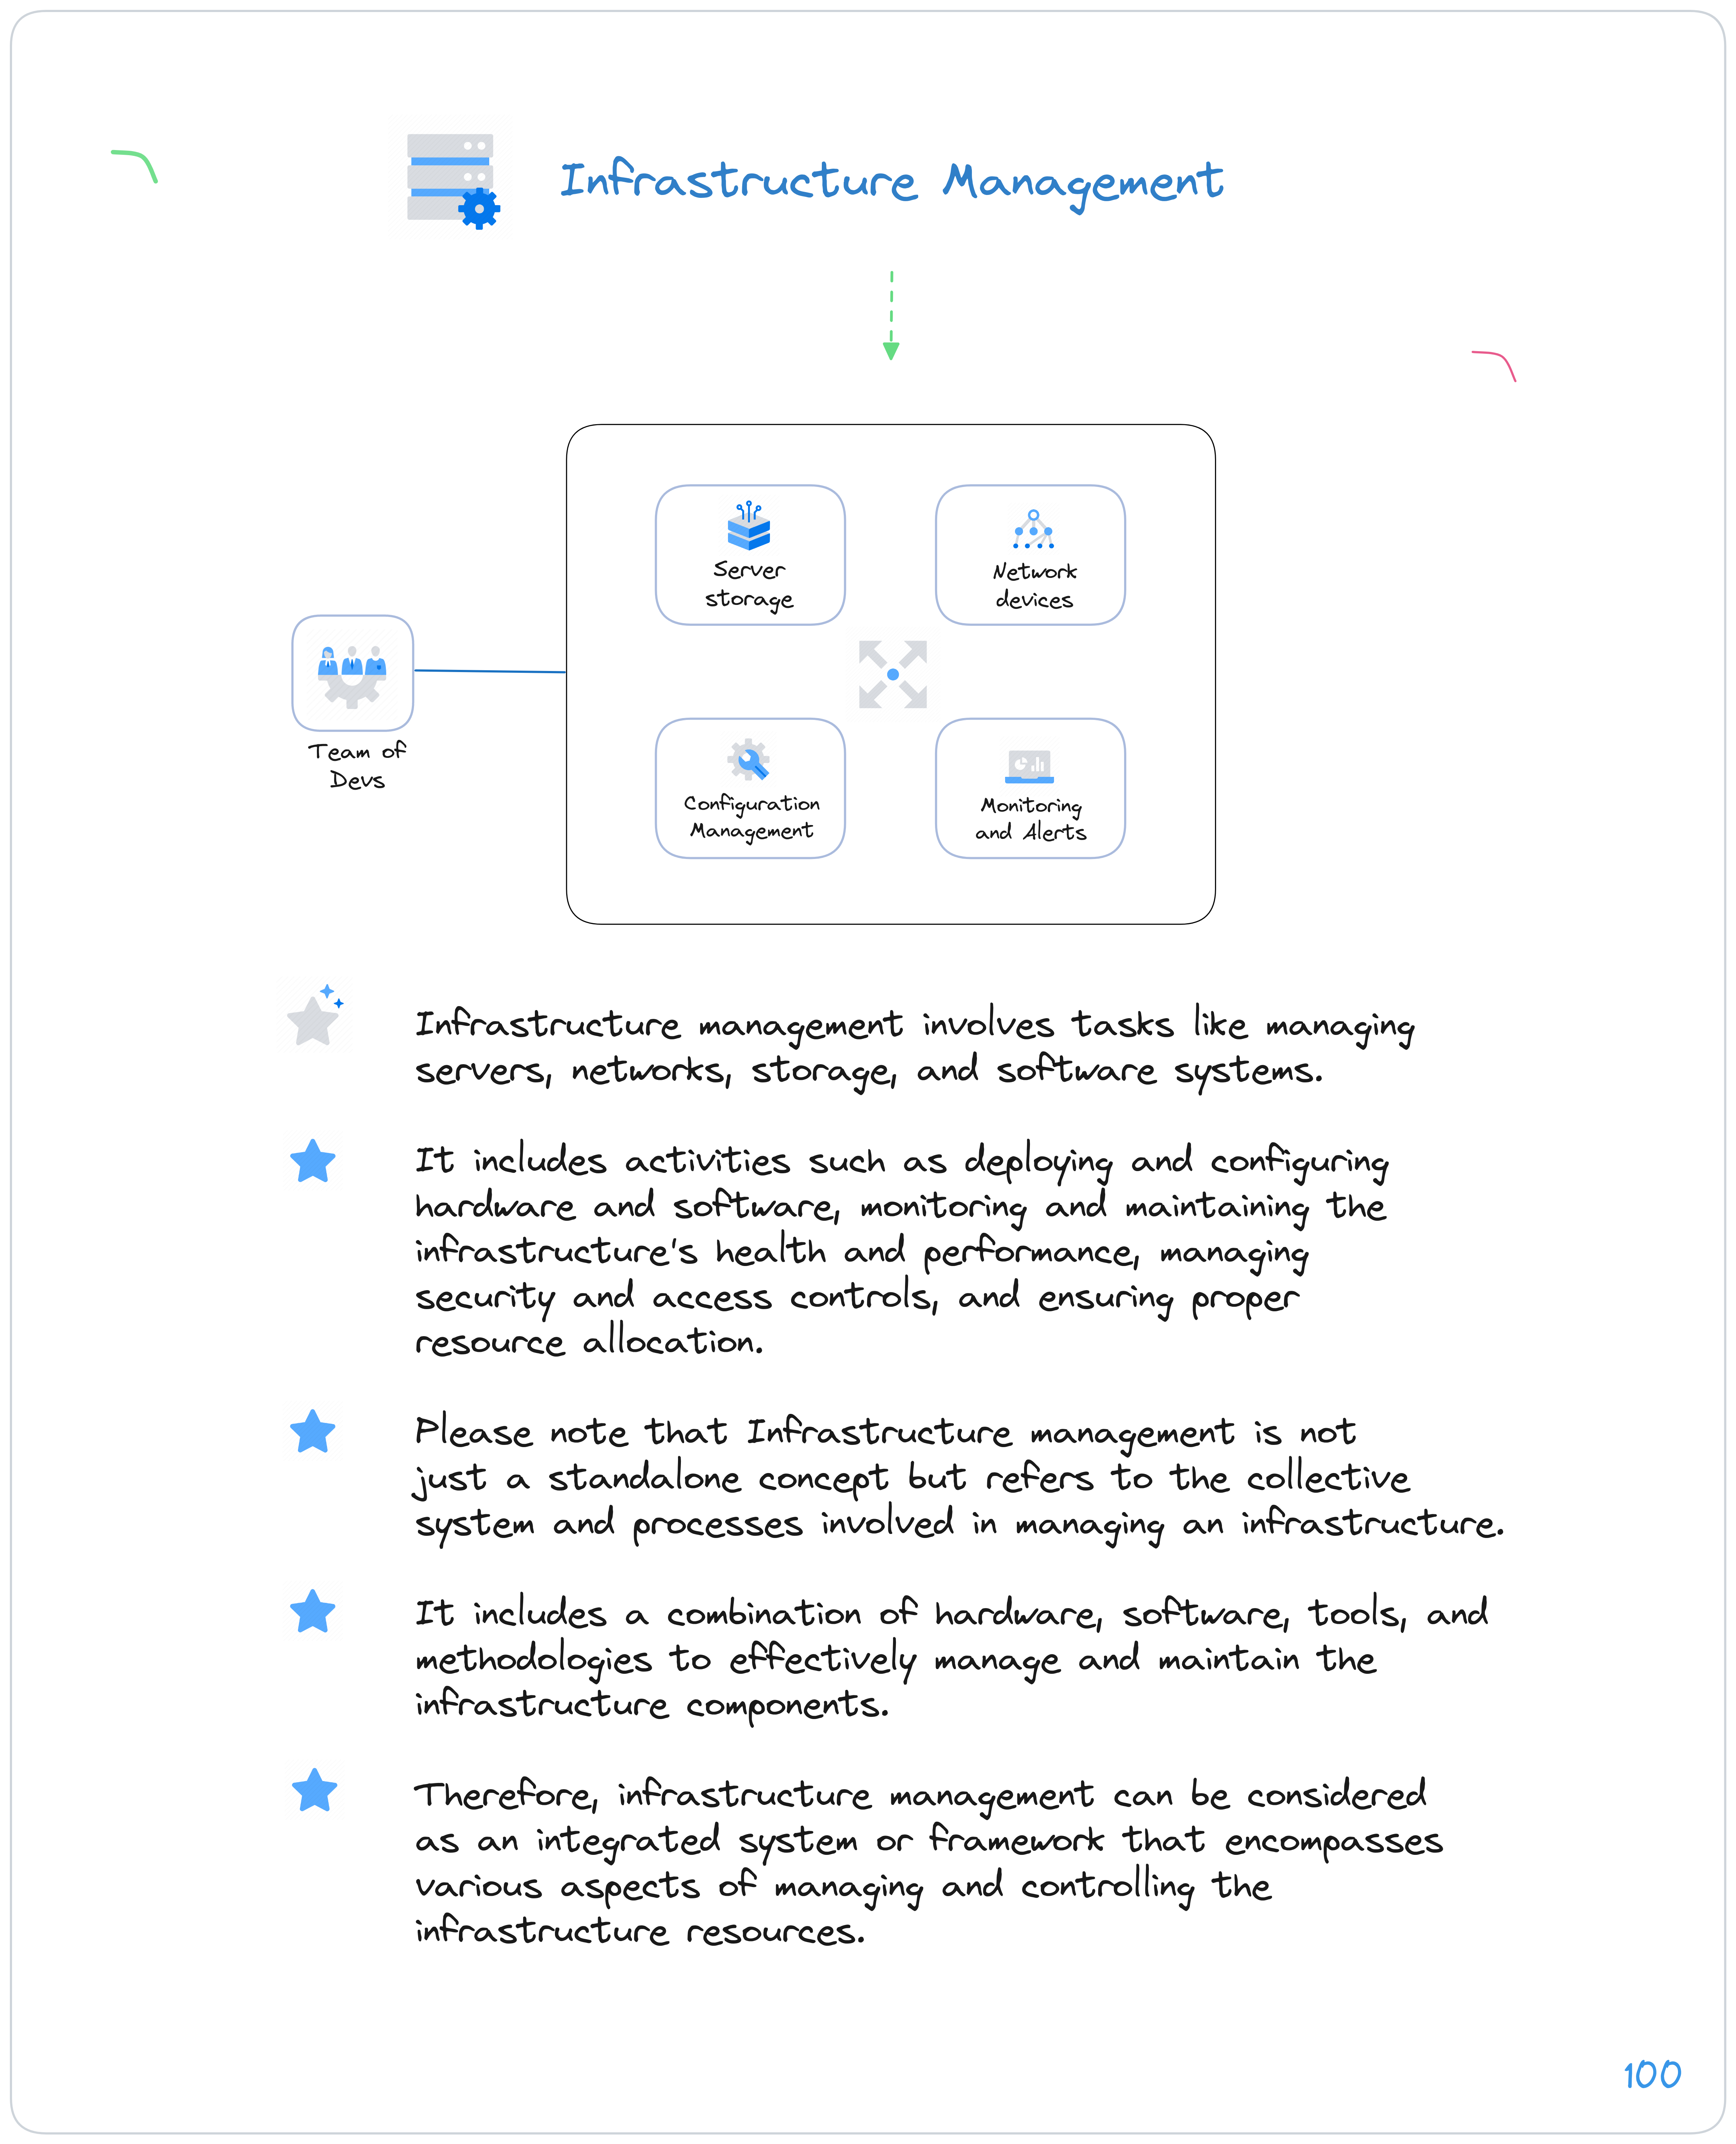 Infrastructure Management
Server
storage
Network
devices
Team of
Devs
Configuration
Management
Monitoring
and Alerts
Infrastructure management involves tasks like managing
servers, networks, storage, and software systems.
It includes activities such as deploying and configuring
hardware and software, monitoring and maintaining the
infrastructure's health and performance, managing
security and access controls, and ensuring proper
resource allocation.
Please note that Infrastructure management is not
just a standalone concept but refers to the collective
system and processes involved in managing an infrastructure.
It includes a combination of hardware, software, tools, and
methodologies to effectively manage and maintain the
infrastructure components.
Therefore, infrastructure management can be considered
as an integrated system or framework that encompasses
various aspects of managing and controlling the
infrastructure resources.
100